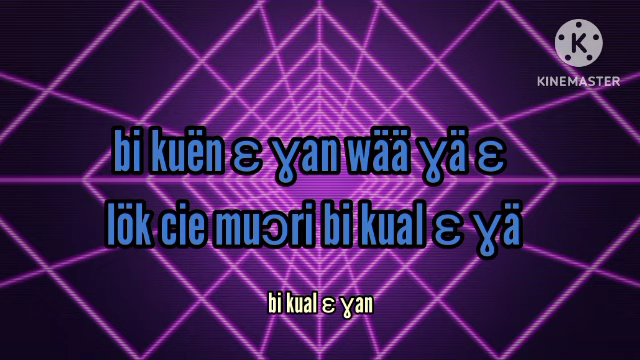 KINEMASTER
bi kuën ɛ ɣan wää ɣä ɛ
lök cie muɔri bi kual ɛ ɣä
bi kual ɛ ɣan